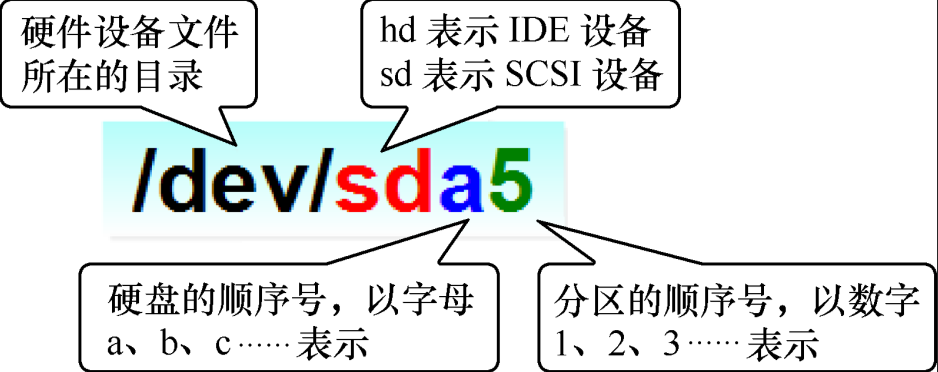 硬件设备文件
所在的目录
hd 表示 IDE 设备
sd 表示 SCSI 设备
/dev/sda5
硬盘的顺序号，以字母
a、b、c……表示
分区的顺序号，以数字
1、2、3……表示